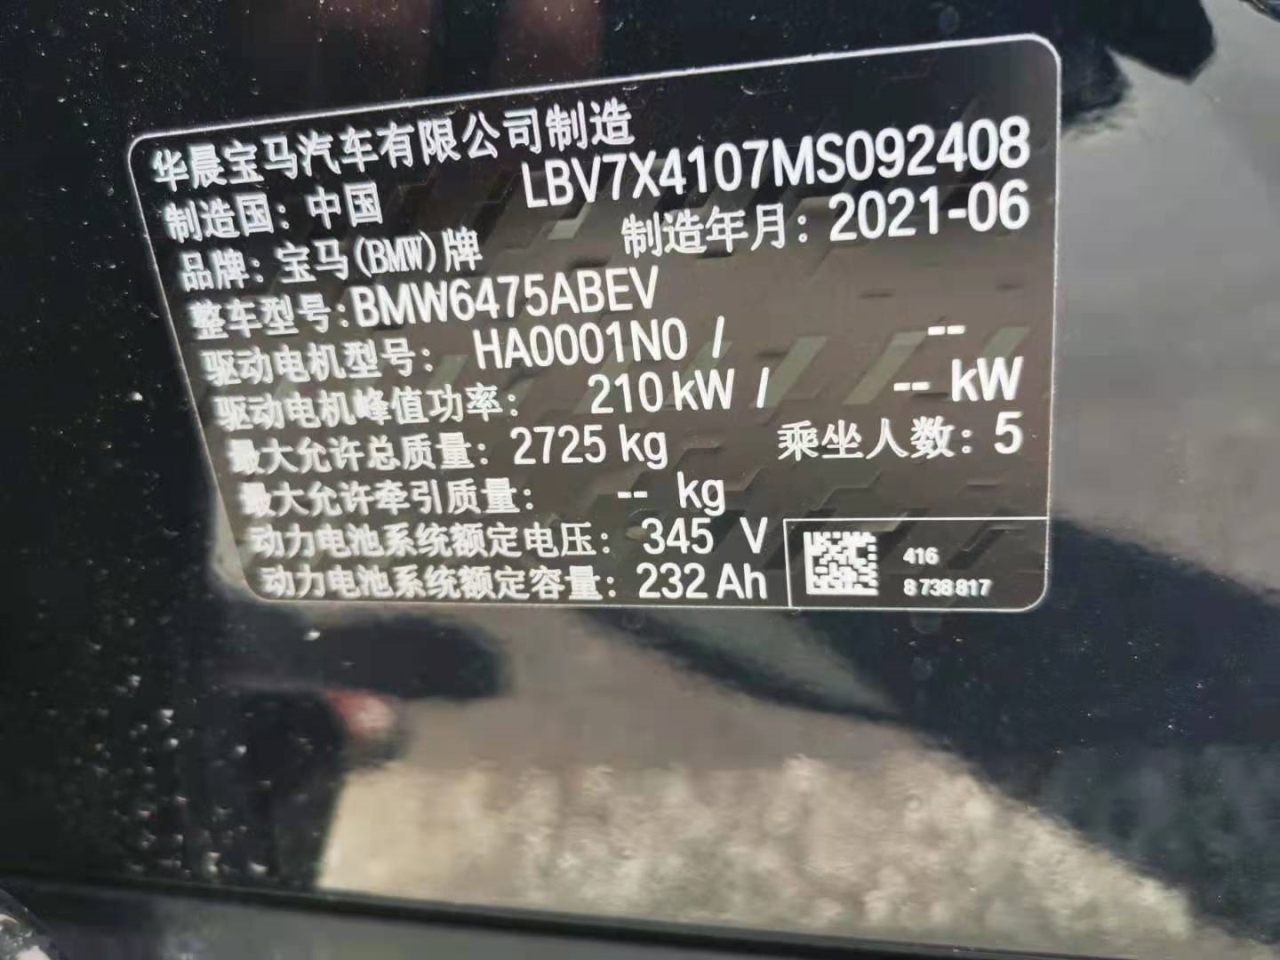 华晨宝马汽车有限公司制造
制造国：中国 LBV7X4107MS092408
品牌：宝马(BMW)牌 制造年月：2021-06
整车型号:BMW6475ABEV
驱动电机型号： HA0001N0 / --
驱动电机峰值功率： 210 kW / -- kW
最大允许总质量：2725 kg 乘坐人数：5
最大允许牵引质量： -- kg
动力电池系统额定电压： 345 V
动力电池系统额定容量：232 Ah
416
8 738 817